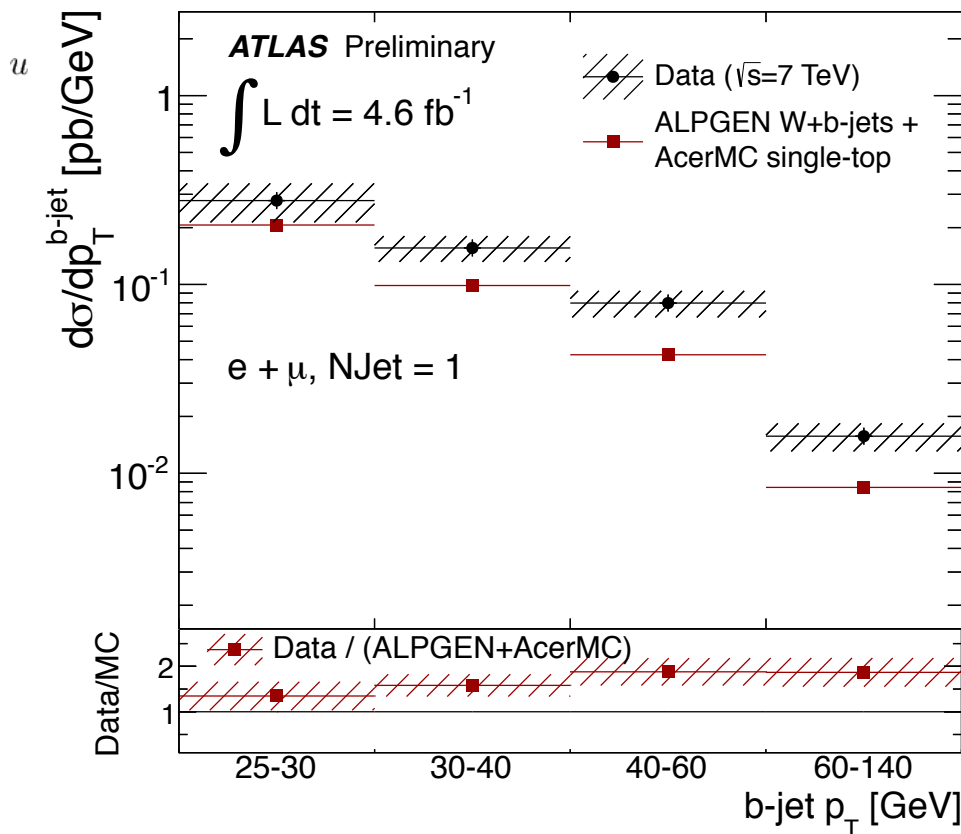 u
ATLAS Preliminary
∫ L dt = 4.6 fb⁻¹
Data (√s=7 TeV)
ALPGEN W+b-jets +
AcerMC single-top
e + μ, NJet = 1
dσ/dp_T^b-jet [pb/GeV]
1
10⁻¹
10⁻²
Data / (ALPGEN+AcerMC)
Data/MC
2
1
25-30 30-40 40-60 60-140
b-jet p_T [GeV]